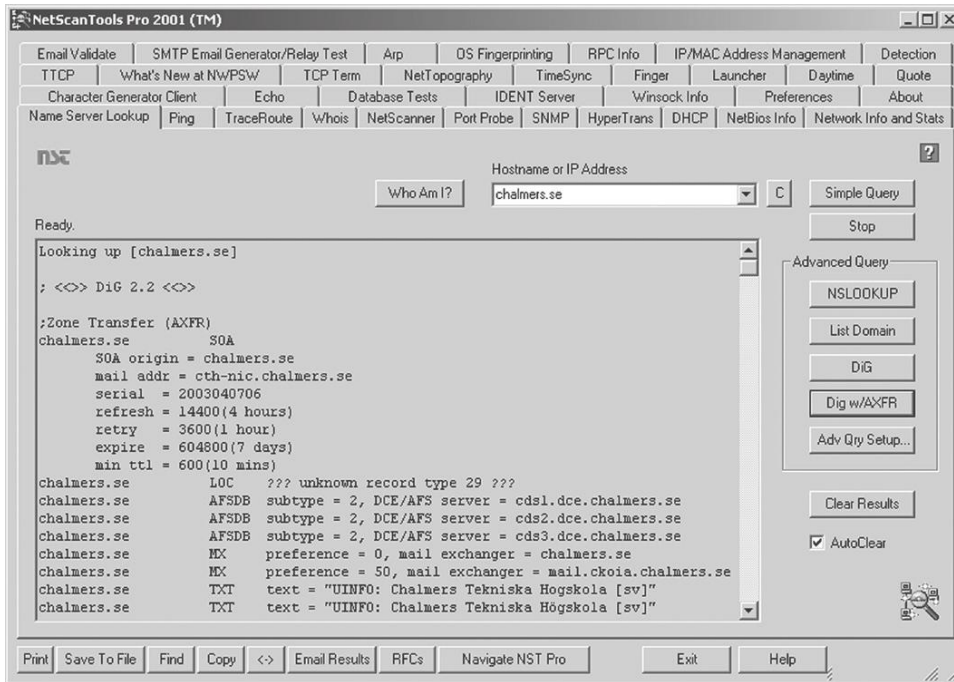 NetScanTools Pro 2001 (TM)
Email Validate SMTP Email Generator/Relay Test Arp OS Fingerprinting RPC Info IP/MAC Address Management Detection
TTCP What's New at NWPSW TCP Term NetTopography TimeSync Finger Launcher Daytime Quote
Character Generator Client Echo Database Tests IDENT Server Winsock Info Preferences About
Name Server Lookup Ping TraceRoute Whois NetScanner Port Probe SNMP HyperTrans DHCP NetBios Info Network Info and Stats
nst
?
Hostname or IP Address
Who Am I? chalmers.se C Simple Query
Ready.
Stop
Looking up [chalmers.se]
Advanced Query
; <<>> DiG 2.2 <<>>
NSLOOKUP
;Zone Transfer (AXFR)
chalmers.se SOA
List Domain
SOA origin = chalmers.se
mail addr = cth-nic.chalmers.se
DiG
serial = 2003040706
refresh = 14400(4 hours)
Dig w/AXFR
retry = 3600(1 hour)
expire = 604800(7 days)
Adv Qry Setup...
min ttl = 600(10 mins)
chalmers.se LOC ??? unknown record type 29 ???
chalmers.se AFSDB subtype = 2, DCE/AFS server = cds1.dce.chalmers.se
Clear Results
chalmers.se AFSDB subtype = 2, DCE/AFS server = cds2.dce.chalmers.se
chalmers.se AFSDB subtype = 2, DCE/AFS server = cds3.dce.chalmers.se
AutoClear
chalmers.se MX preference = 0, mail exchanger = chalmers.se
chalmers.se MX preference = 50, mail exchanger = mail.ckoia.chalmers.se
chalmers.se TXT text = "UINFO: Chalmers Tekniska Hogskola [sv]"
chalmers.se TXT text = "UINFO: Chalmers Tekniska Högskola [sv]"
Print Save To File Find Copy <-> Email Results RFCs Navigate NST Pro Exit Help